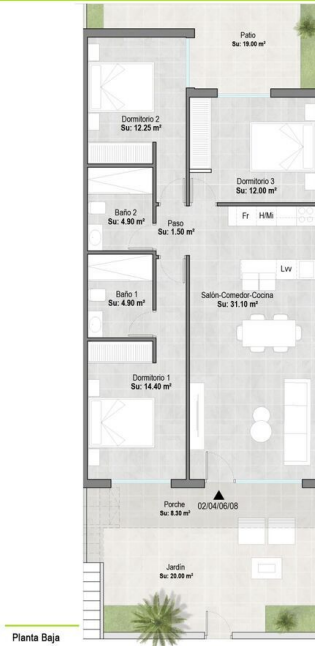 Patio
Su: 19.00 m²
Dormitorio 2
Su: 12.25 m²
Dormitorio 3
Su: 12.00 m²
Baño 2
Su: 4.90 m²
Paso
Su: 1.50 m²
Fr H/Mi
Lvv
Baño 1
Su: 4.90 m²
Salón-Comedor-Cocina
Su: 31.10 m²
Dormitorio 1
Su: 14.40 m²
Porche
Su: 8.30 m²
02/04/06/08
Jardín
Su: 20.00 m²
Planta Baja